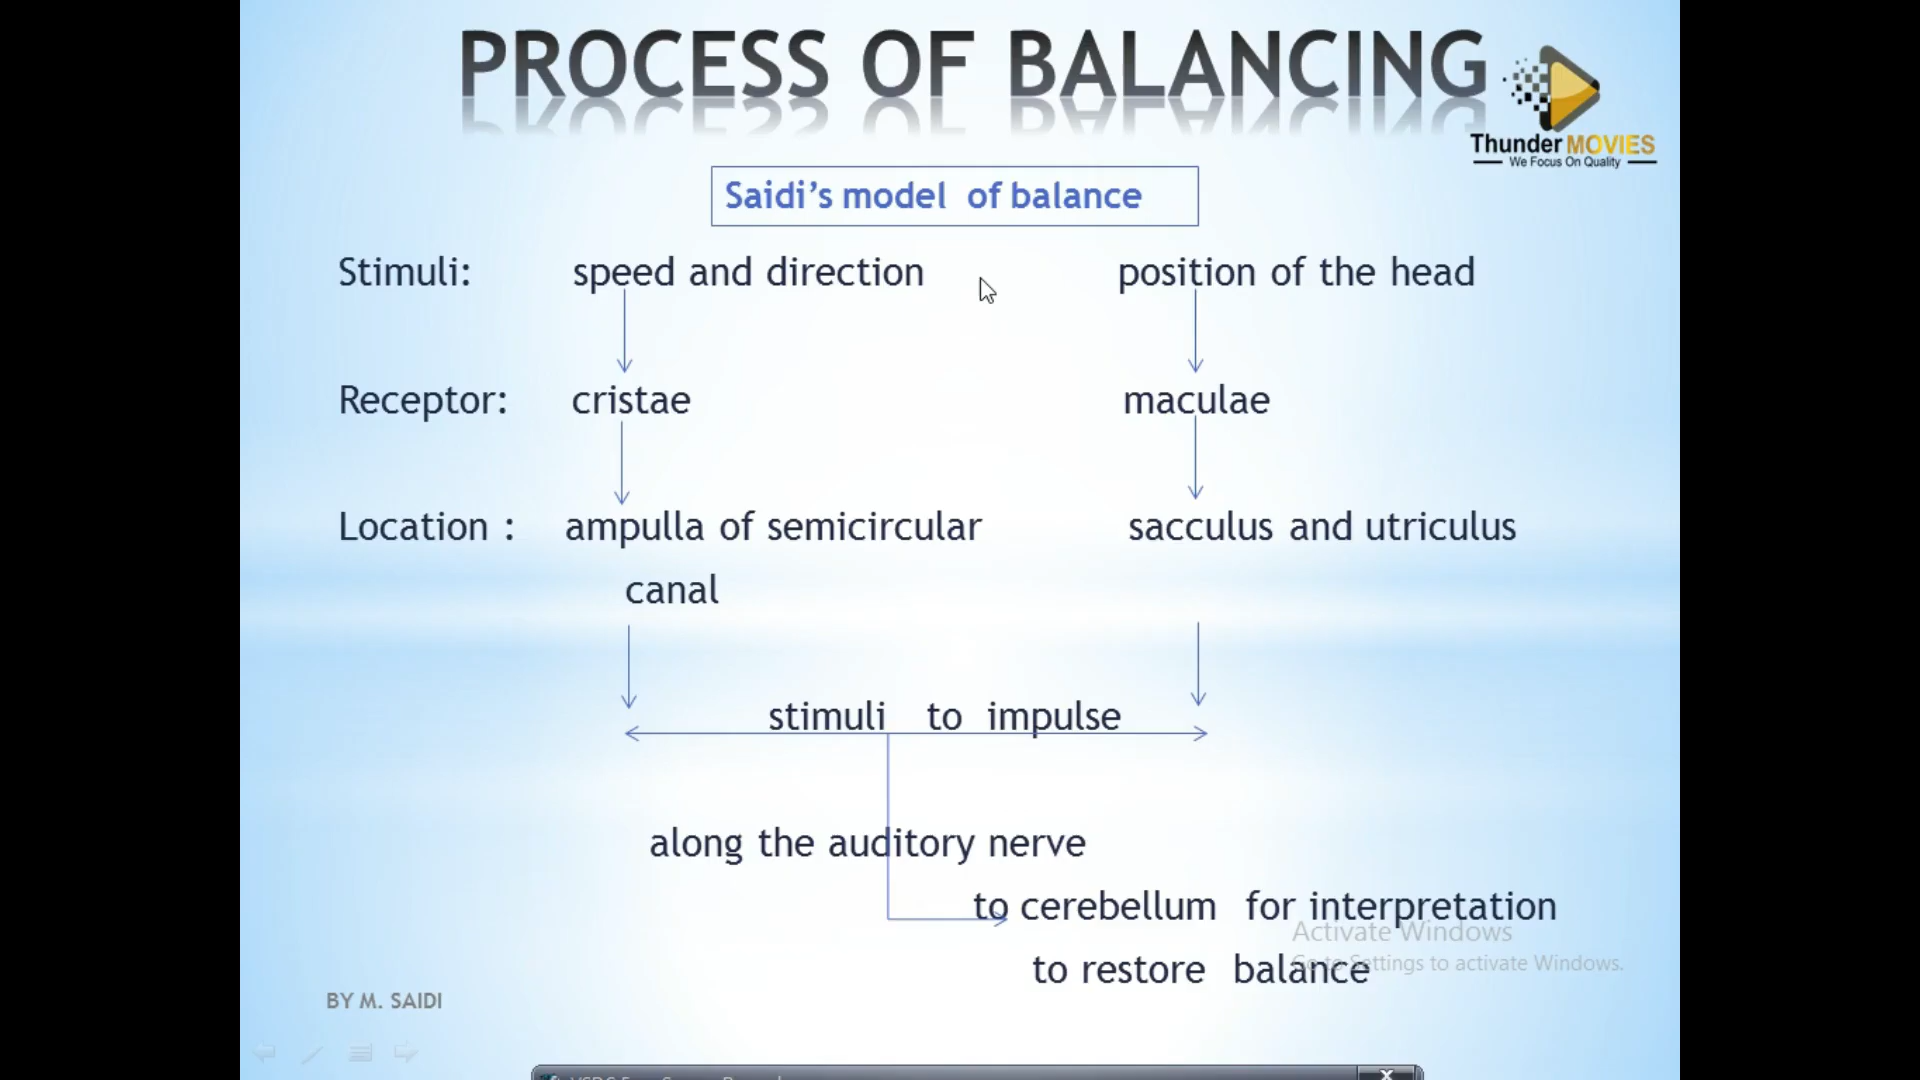 PROCESS OF BALANCING
Thunder MOVIES
We Focus On Quality
Saidi's model of balance
Stimuli: speed and direction position of the head
Receptor: cristae maculae
Location : ampulla of semicircular sacculus and utriculus
canal
stimuli to impulse
along the auditory nerve
to cerebellum for interpretation
Activate Windows
Go to Settings to activate Windows.
to restore balance
BY M. SAIDI